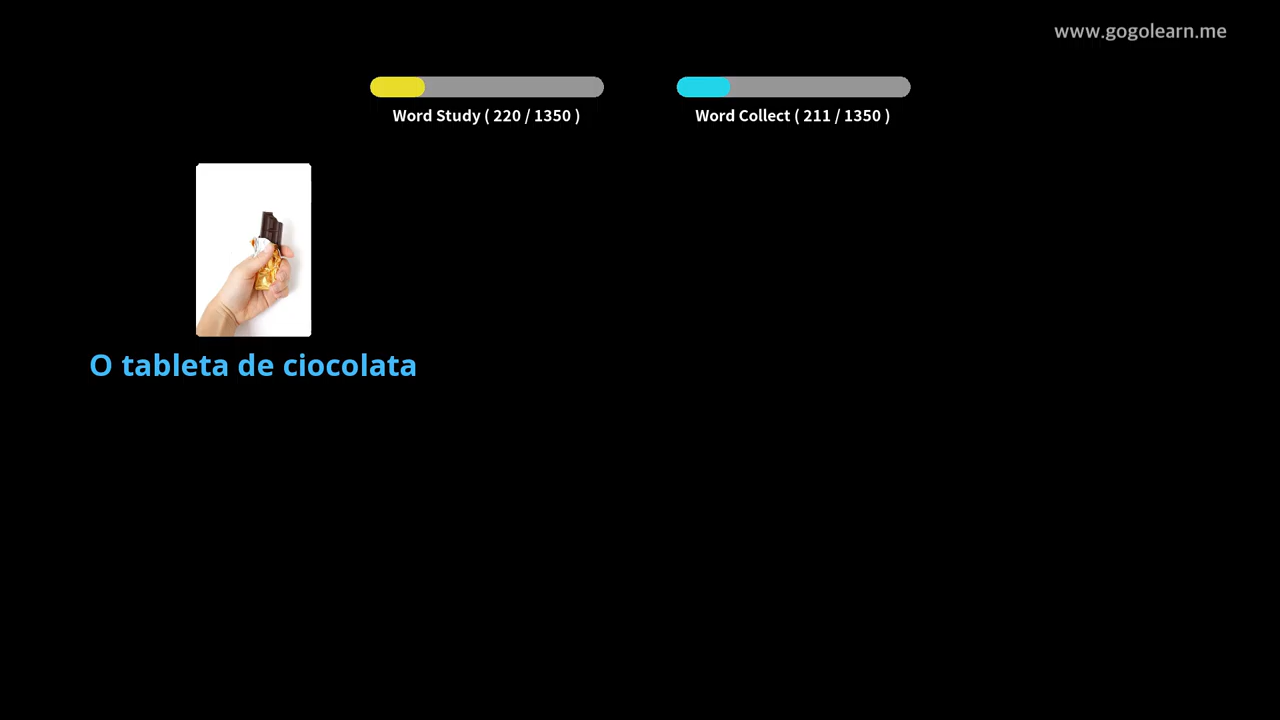 www.gogolearn.me
Word Study ( 220 / 1350 )
Word Collect ( 211 / 1350 )
O tableta de ciocolata